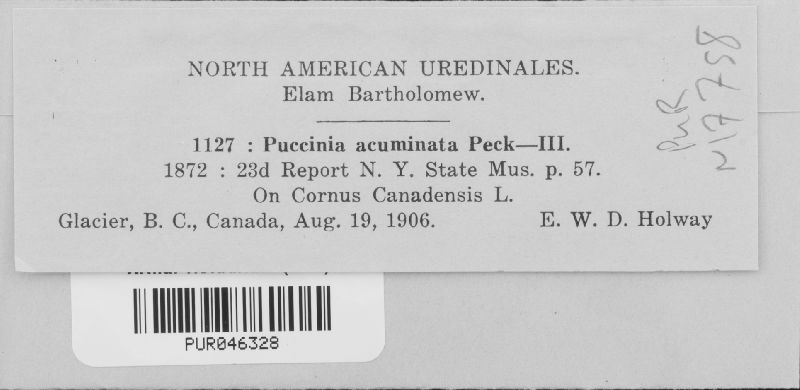 NORTH AMERICAN UREDINALES.
Elam Bartholomew.
1127 : Puccinia acuminata Peck—III.
1872 : 23d Report N. Y. State Mus. p. 57.
On Cornus Canadensis L.
Glacier, B. C., Canada, Aug. 19, 1906. E. W. D. Holway
PUR
N17758
PUR046328